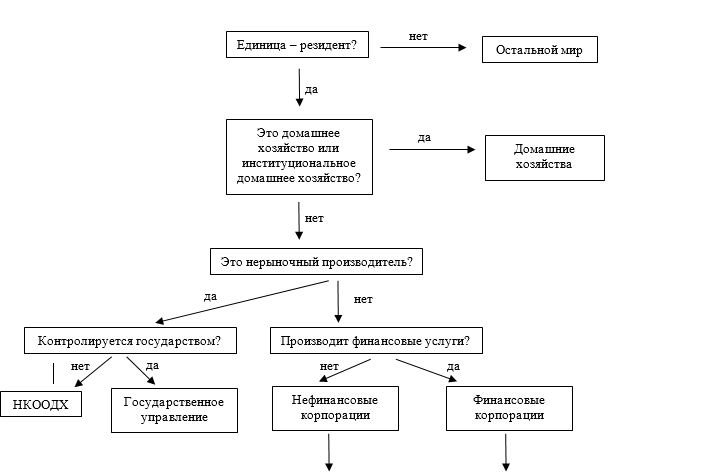 Единица – резидент?
нет
Остальной мир
да
Это домашнее
хозяйство или
институциональное
домашнее хозяйство?
да
Домашние
хозяйства
нет
Это нерыночный производитель?
да
нет
Контролируется государством?
Производит финансовые услуги?
нет
да
нет
да
НКООДХ
Государственное
управление
Нефинансовые
корпорации
Финансовые
корпорации